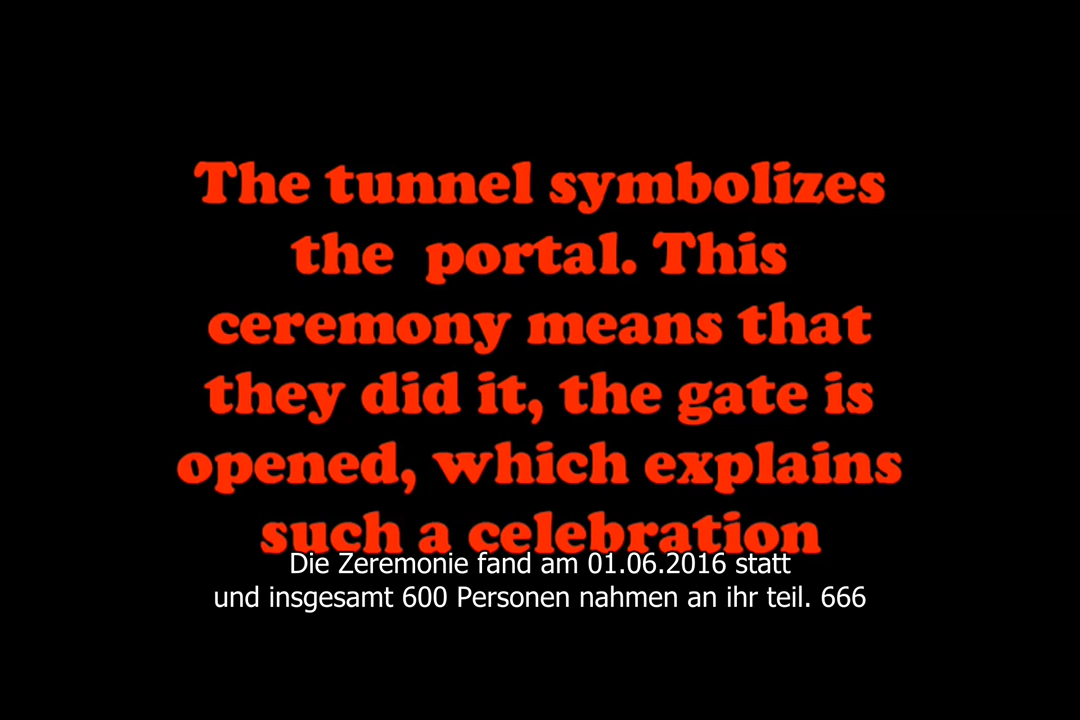 The tunnel symbolizes
the portal. This
ceremony means that
they did it, the gate is
opened, which explains
such a celebration
Die Zeremonie fand am 01.06.2016 statt
und insgesamt 600 Personen nahmen an ihr teil. 666